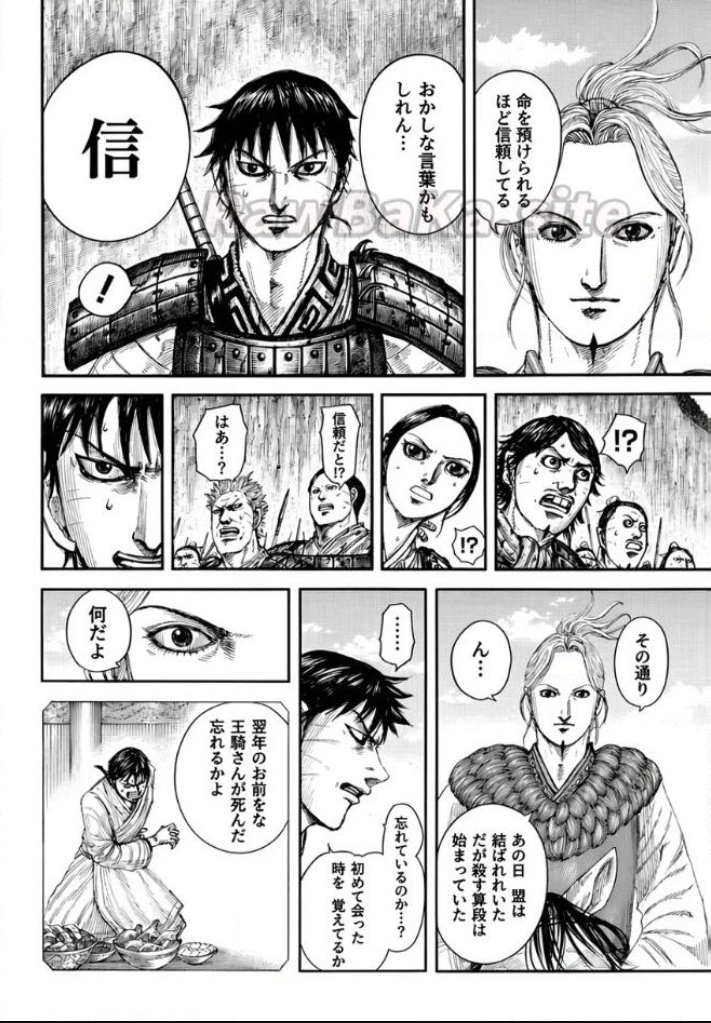 命を預けられる
ほど信頼してる
おかしな言葉かも
しれん…
信
!
!?
!?
信頼だと!?
はあ…?
その通り
ん…
あの日 盟は
結ばれれいた
だが殺す算段は
始まっていた
……
忘れているのか…?
初めて会った
時を 覚えてるか
何だよ
翌年のお前をな
王騎さんが死んだ
忘れるかよ
RawBaKa.site